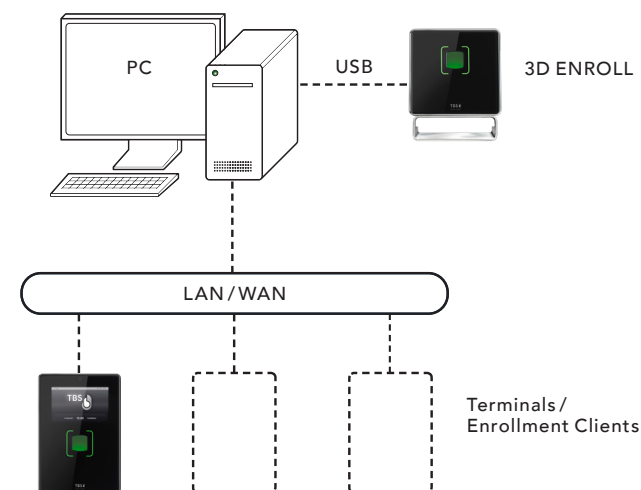 PC
USB
3D ENROLL
LAN/WAN
TBS
Terminals/
Enrollment Clients